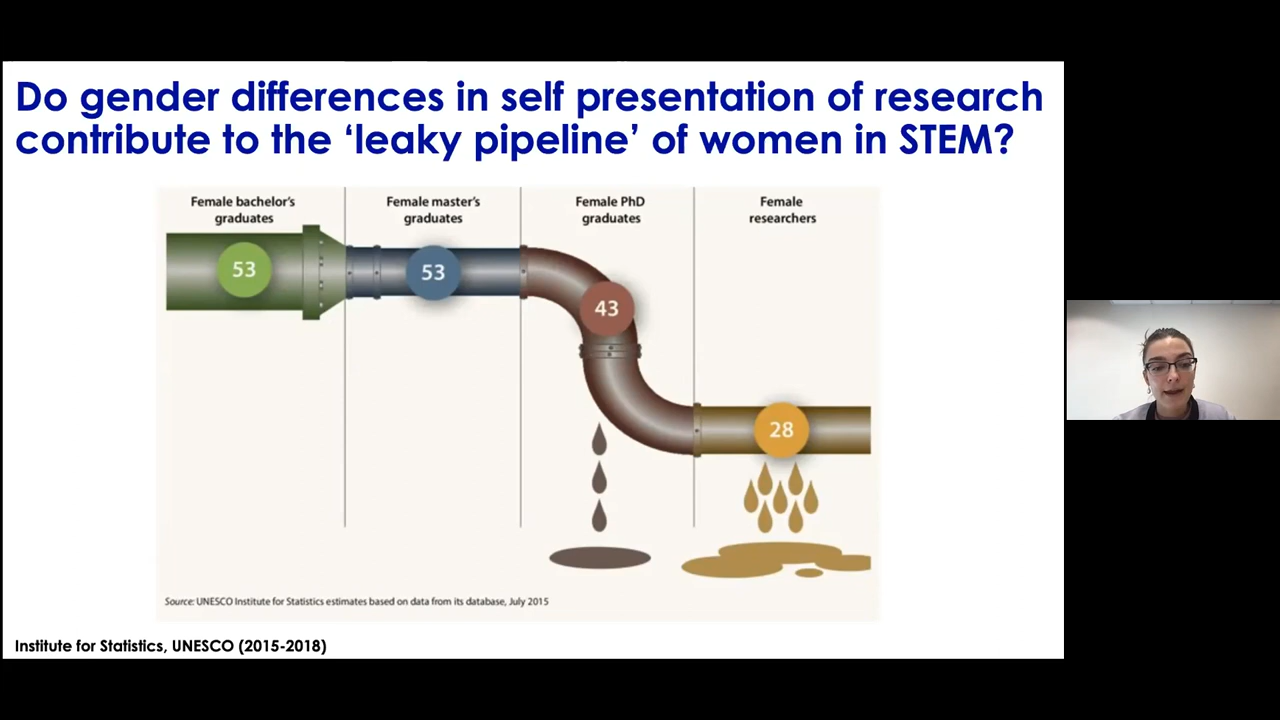 Do gender differences in self presentation of research
contribute to the ‘leaky pipeline’ of women in STEM?
Female bachelor's
graduates
Female master's
graduates
Female PhD
graduates
Female
researchers
53
53
43
28
Source: UNESCO Institute for Statistics estimates based on data from its database, July 2015
Institute for Statistics, UNESCO (2015-2018)